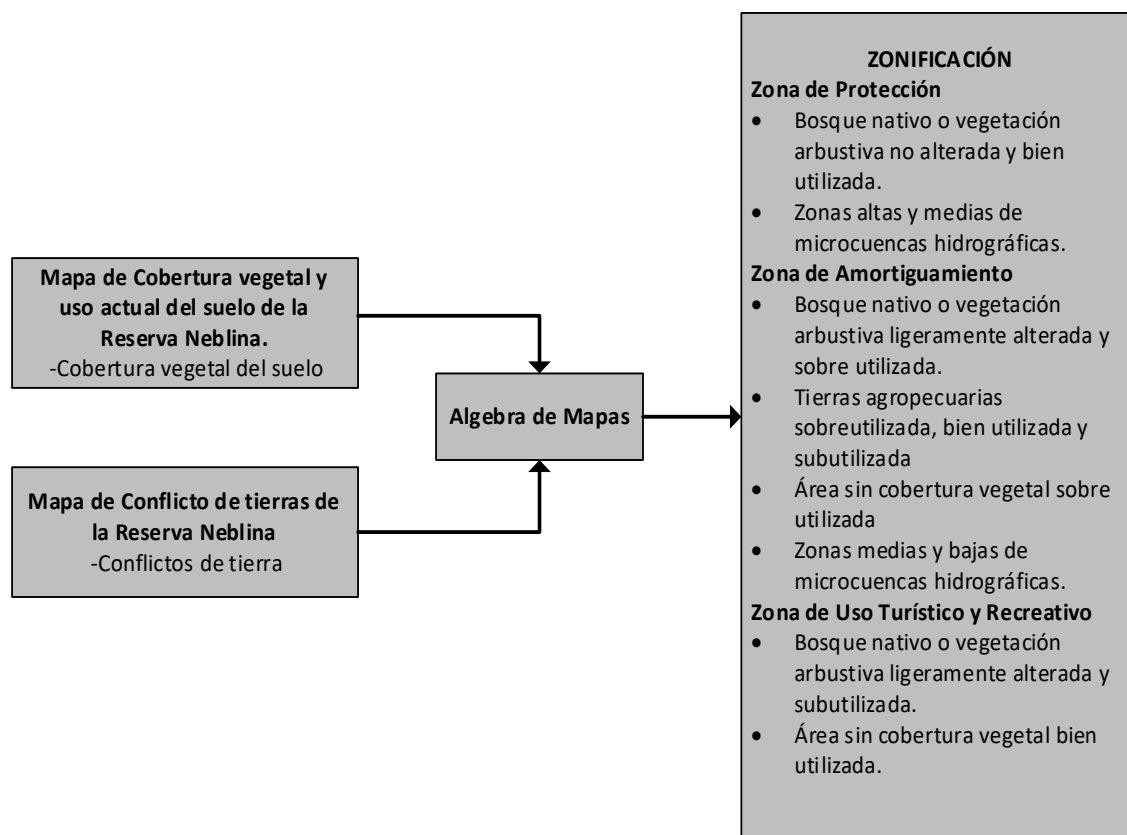 Mapa de Cobertura vegetal y
uso actual del suelo de la
Reserva Neblina.
-Cobertura vegetal del suelo
Mapa de Conflicto de tierras de
la Reserva Neblina
-Conflictos de tierra
Algebra de Mapas
ZONIFICACIÓN
Zona de Protección
• Bosque nativo o vegetación
arbustiva no alterada y bien
utilizada.
• Zonas altas y medias de
microcuencas hidrográficas.
Zona de Amortiguamiento
• Bosque nativo o vegetación
arbustiva ligeramente alterada y
sobre utilizada.
• Tierras agropecuarias
sobreutilizada, bien utilizada y
subutilizada
• Área sin cobertura vegetal sobre
utilizada
• Zonas medias y bajas de
microcuencas hidrográficas.
Zona de Uso Turístico y Recreativo
• Bosque nativo o vegetación
arbustiva ligeramente alterada y
subutilizada.
• Área sin cobertura vegetal bien
utilizada.